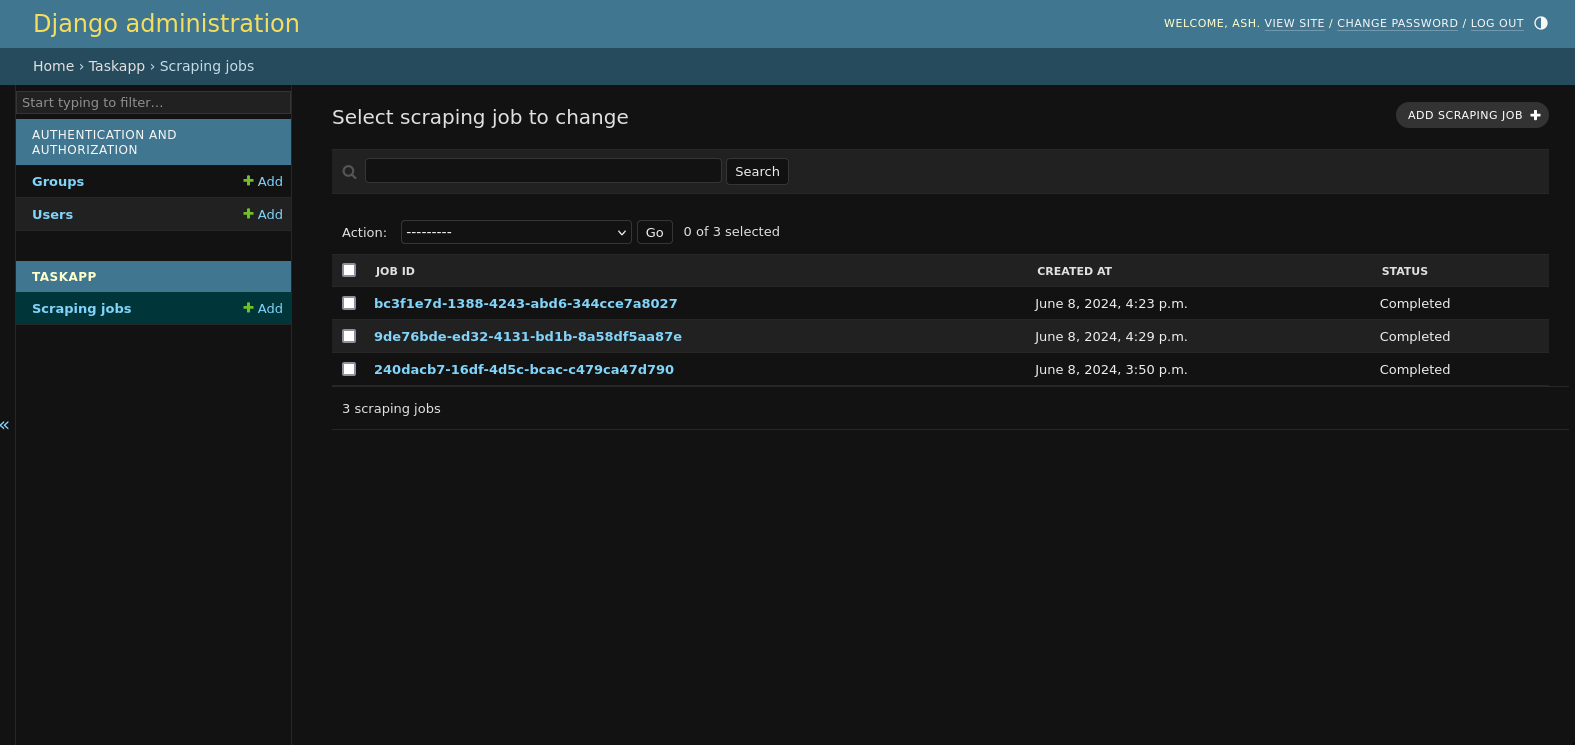 Django administration
WELCOME, ASH. VIEW SITE / CHANGE PASSWORD / LOG OUT
Home › Taskapp › Scraping jobs
Start typing to filter...
AUTHENTICATION AND
AUTHORIZATION
Groups + Add
Users + Add
TASKAPP
Scraping jobs + Add
«
Select scraping job to change
ADD SCRAPING JOB +
Search
Action: --------- Go 0 of 3 selected
JOB ID CREATED AT STATUS
bc3f1e7d-1388-4243-abd6-344cce7a8027 June 8, 2024, 4:23 p.m. Completed
9de76bde-ed32-4131-bd1b-8a58df5aa87e June 8, 2024, 4:29 p.m. Completed
240dacb7-16df-4d5c-bcac-c479ca47d790 June 8, 2024, 3:50 p.m. Completed
3 scraping jobs